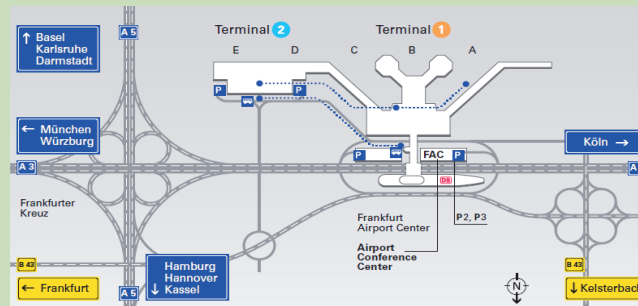 ↑ Basel
Karlsruhe
Darmstadt
A 5
Terminal 2
Terminal 1
E D C B A
P
P
← München
Würzburg
A 3
Köln →
P
FAC P
DB
Frankfurter
Kreuz
Frankfurt
Airport Center
P2, P3
Airport
Conference
Center
B 43
← Frankfurt
A 5
Hamburg
Hannover
↓ Kassel
N
B 43
↓ Kelsterbach